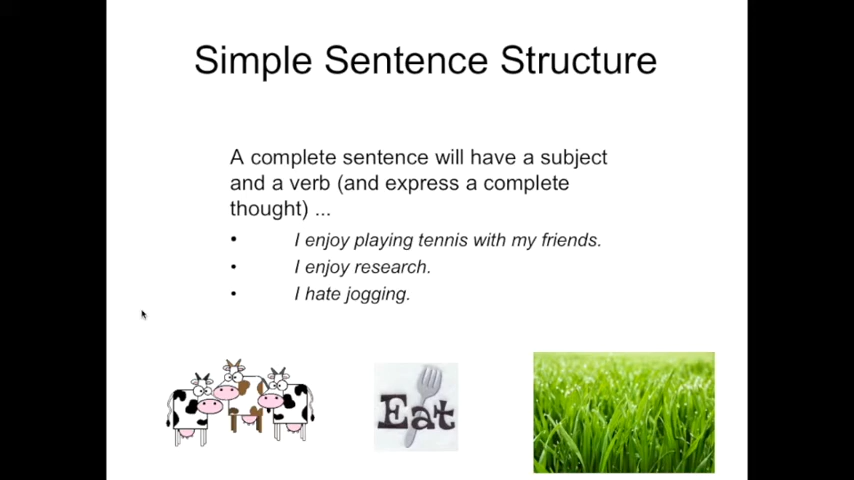 Simple Sentence Structure
A complete sentence will have a subject
and a verb (and express a complete
thought) ...
• I enjoy playing tennis with my friends.
• I enjoy research.
• I hate jogging.
Eat